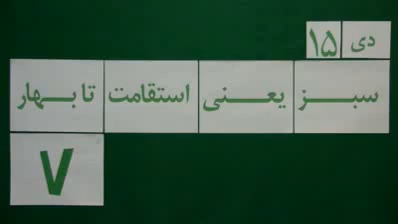 دی ۱۵
سبز یعنی استقامت تا بهار
۷